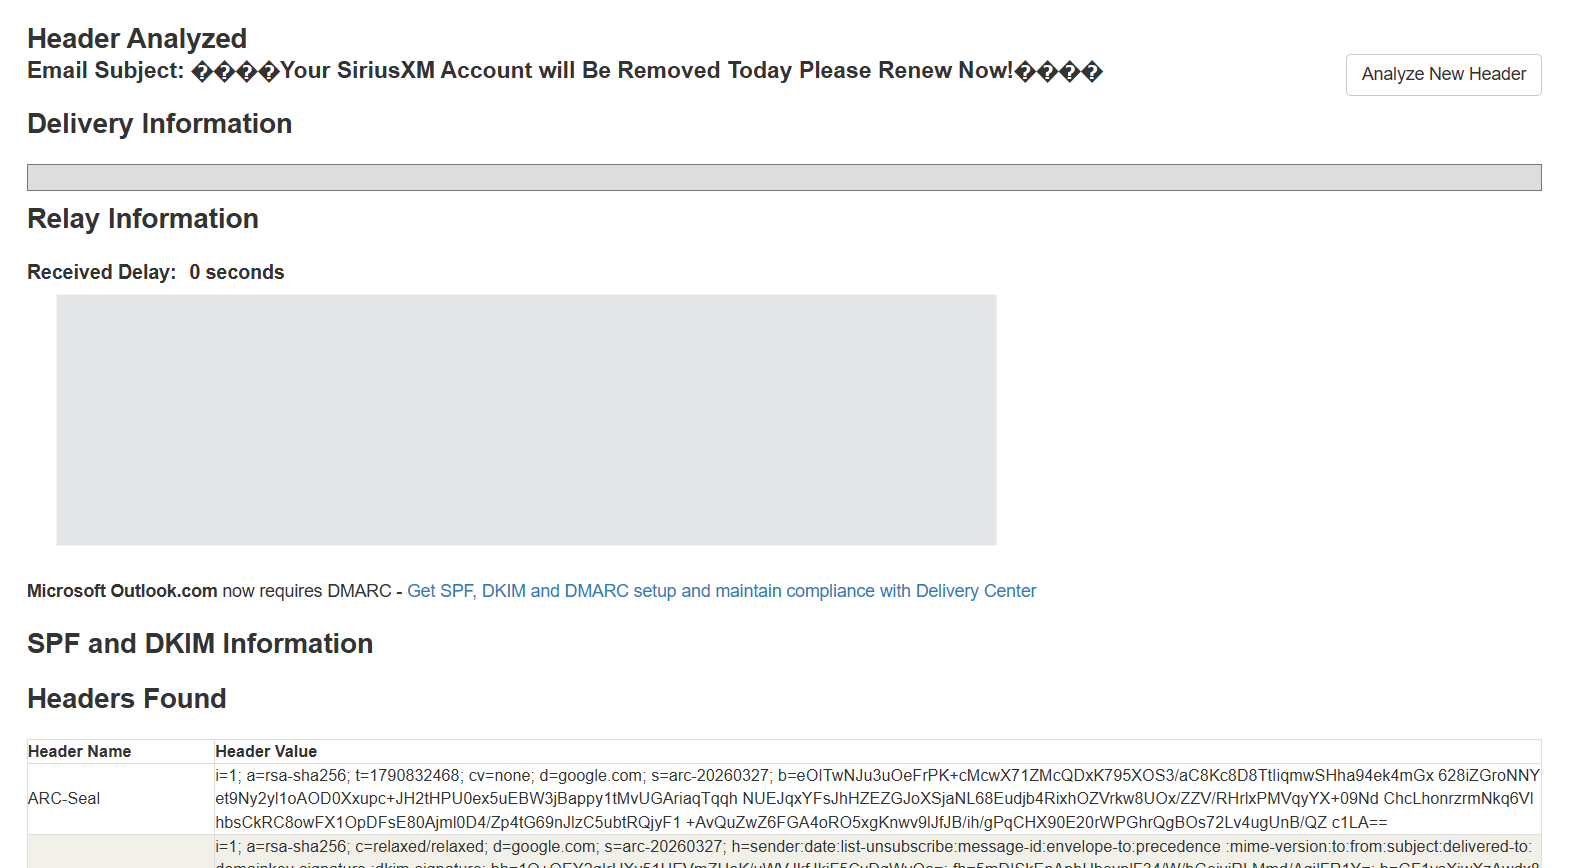 Header Analyzed
Email Subject: ����Your SiriusXM Account will Be Removed Today Please Renew Now!����
Analyze New Header
Delivery Information
Relay Information
Received Delay: 0 seconds
Microsoft Outlook.com now requires DMARC - Get SPF, DKIM and DMARC setup and maintain compliance with Delivery Center
SPF and DKIM Information
Headers Found
Header Name Header Value
i=1; a=rsa-sha256; t=1790832468; cv=none; d=google.com; s=arc-20260327; b=eOlTwNJu3uOeFrPK+cMcwX71ZMcQDxK795XOS3/aC8Kc8D8TtIiqmwSHha94ek4mGx 628iZGroNNY
ARC-Seal et9Ny2yl1oAOD0Xxupc+JH2tHPU0ex5uEBW3jBappy1tMvUGAriaqTqqh NUEJqxYFsJhHZEZGJoXSjaNL68Eudjb4RixhOZVrkw8UOx/ZZV/RHrlxPMVqyYX+09Nd ChcLhonrzrmNkq6Vl
hbsCkRC8owFX1OpDFsE80Ajml0D4/Zp4tG69nJlzC5ubtRQjyF1 +AvQuZwZ6FGA4oRO5xgKnwv9lJfJB/ih/gPqCHX90E20rWPGhrQgBOs72Lv4ugUnB/QZ c1LA==
i=1; a=rsa-sha256; c=relaxed/relaxed; d=google.com; s=arc-20260327; h=sender:date:list-unsubscribe:message-id:envelope-to:precedence :mime-version:to:from:subject:delivered-to: